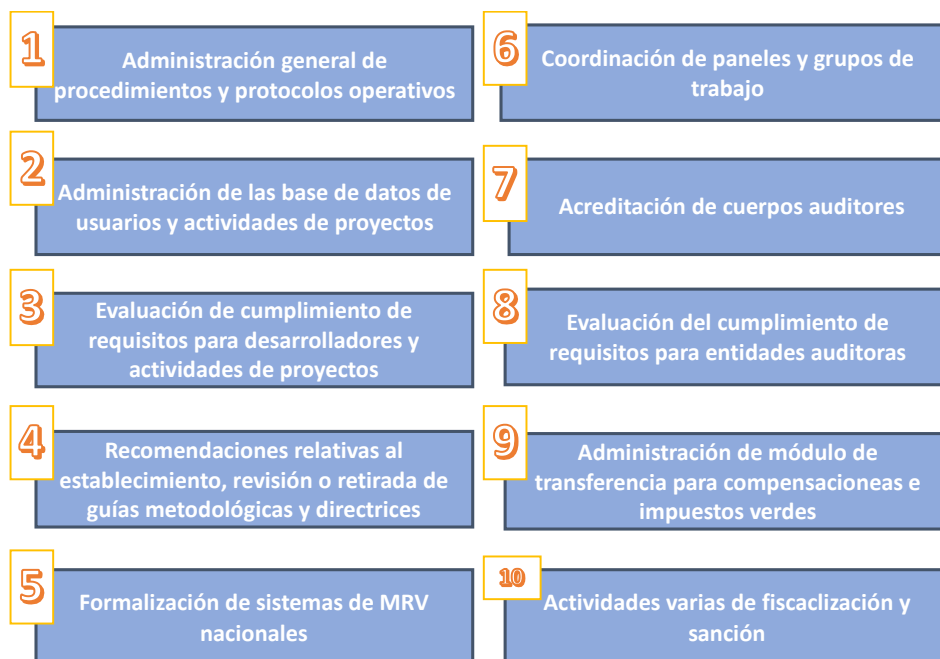 1
Administración general de
procedimientos y protocolos operativos
2
Administración de las base de datos de
usuarios y actividades de proyectos
3
Evaluación de cumplimiento de
requisitos para desarrolladores y
actividades de proyectos
4
Recomendaciones relativas al
establecimiento, revisión o retirada de
guías metodológicas y directrices
5
Formalización de sistemas de MRV
nacionales
6
Coordinación de paneles y grupos de
trabajo
7
Acreditación de cuerpos auditores
8
Evaluación del cumplimiento de
requisitos para entidades auditoras
9
Administración de módulo de
transferencia para compensacioneas e
impuestos verdes
10
Actividades varias de fiscaclización y
sanción